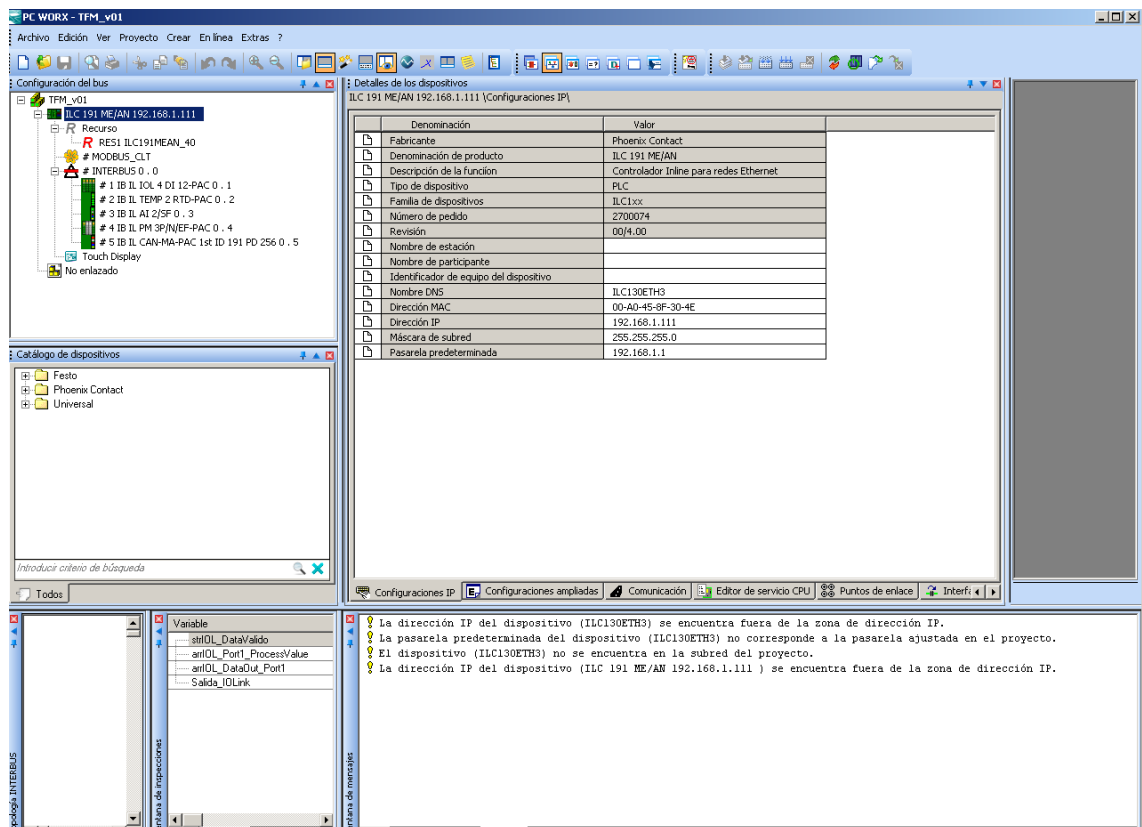 PC WORX - TFM_v01
Archivo Edición Ver Proyecto Crear En línea Extras ?
Configuración del bus
TFM_v01
ILC 191 ME/AN 192.168.1.111
Recurso
RES1 ILC191MEAN_40
# MODBUS_CLT
# INTERBUS 0 . 0
# 1 IB IL IOL 4 DI 12-PAC 0 . 1
# 2 IB IL TEMP 2 RTD-PAC 0 . 2
# 3 IB IL AI 2/SF 0 . 3
# 4 IB IL PM 3P/N/EF-PAC 0 . 4
# 5 IB IL CAN-MA-PAC 1st ID 191 PD 256 0 . 5
Touch Display
No enlazado
Catálogo de dispositivos
Festo
Phoenix Contact
Universal
Introducir criterio de búsqueda
Todos
Detalles de los dispositivos
ILC 191 ME/AN 192.168.1.111 \Configuraciones IP\
Denominación Valor
Fabricante Phoenix Contact
Denominación de producto ILC 191 ME/AN
Descripción de la funciíon Controlador Inline para redes Ethernet
Tipo de dispositivo PLC
Familia de dispositivos ILC1xx
Número de pedido 2700074
Revisión 00/4.00
Nombre de estación
Nombre de participante
Identificador de equipo del dispositivo
Nombre DNS ILC130ETH3
Dirección MAC 00-A0-45-8F-30-4E
Dirección IP 192.168.1.111
Máscara de subred 255.255.255.0
Pasarela predeterminada 192.168.1.1
Configuraciones IP Configuraciones ampliadas Comunicación Editor de servicio CPU Puntos de enlace Interfa
pología INTERBUS
ntana de inspecciones
Variable
strIOL_DataValido
arrIOL_Port1_ProcessValue
arrIOL_DataOut_Port1
Salida_IOLink
ntana de mensajes
La dirección IP del dispositivo (ILC130ETH3) se encuentra fuera de la zona de dirección IP.
La pasarela predeterminada del dispositivo (ILC130ETH3) no corresponde a la pasarela ajustada en el proyecto.
El dispositivo (ILC130ETH3) no se encuentra en la subred del proyecto.
La dirección IP del dispositivo (ILC 191 ME/AN 192.168.1.111 ) se encuentra fuera de la zona de dirección IP.